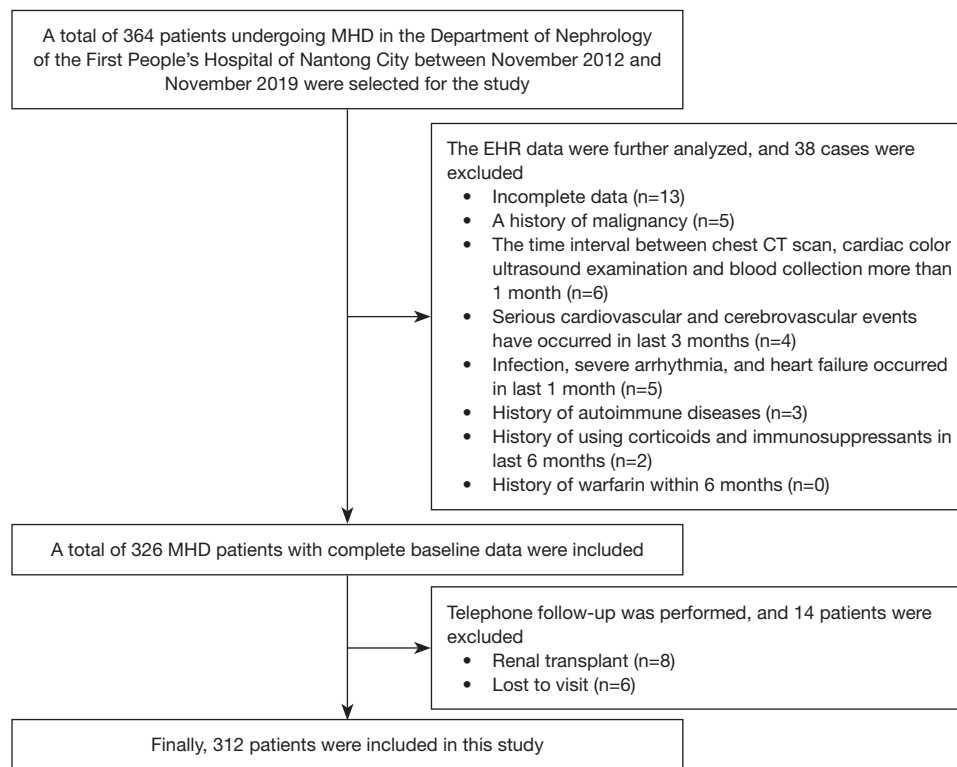 A total of 364 patients undergoing MHD in the Department of Nephrology
of the First People's Hospital of Nantong City between November 2012 and
November 2019 were selected for the study
The EHR data were further analyzed, and 38 cases were
excluded
• Incomplete data (n=13)
• A history of malignancy (n=5)
• The time interval between chest CT scan, cardiac color
ultrasound examination and blood collection more than
1 month (n=6)
• Serious cardiovascular and cerebrovascular events
have occurred in last 3 months (n=4)
• Infection, severe arrhythmia, and heart failure occurred
in last 1 month (n=5)
• History of autoimmune diseases (n=3)
• History of using corticoids and immunosuppressants in
last 6 months (n=2)
• History of warfarin within 6 months (n=0)
A total of 326 MHD patients with complete baseline data were included
Telephone follow-up was performed, and 14 patients were
excluded
• Renal transplant (n=8)
• Lost to visit (n=6)
Finally, 312 patients were included in this study